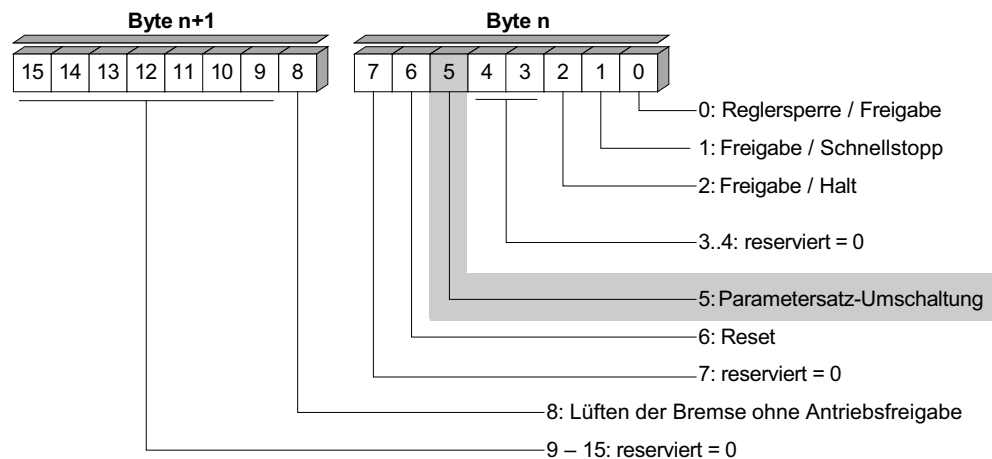 Byte n+1 Byte n
15 14 13 12 11 10 9 8 7 6 5 4 3 2 1 0
0: Reglersperre / Freigabe
1: Freigabe / Schnellstopp
2: Freigabe / Halt
3..4: reserviert = 0
5: Parametersatz-Umschaltung
6: Reset
7: reserviert = 0
8: Lüften der Bremse ohne Antriebsfreigabe
9 – 15: reserviert = 0